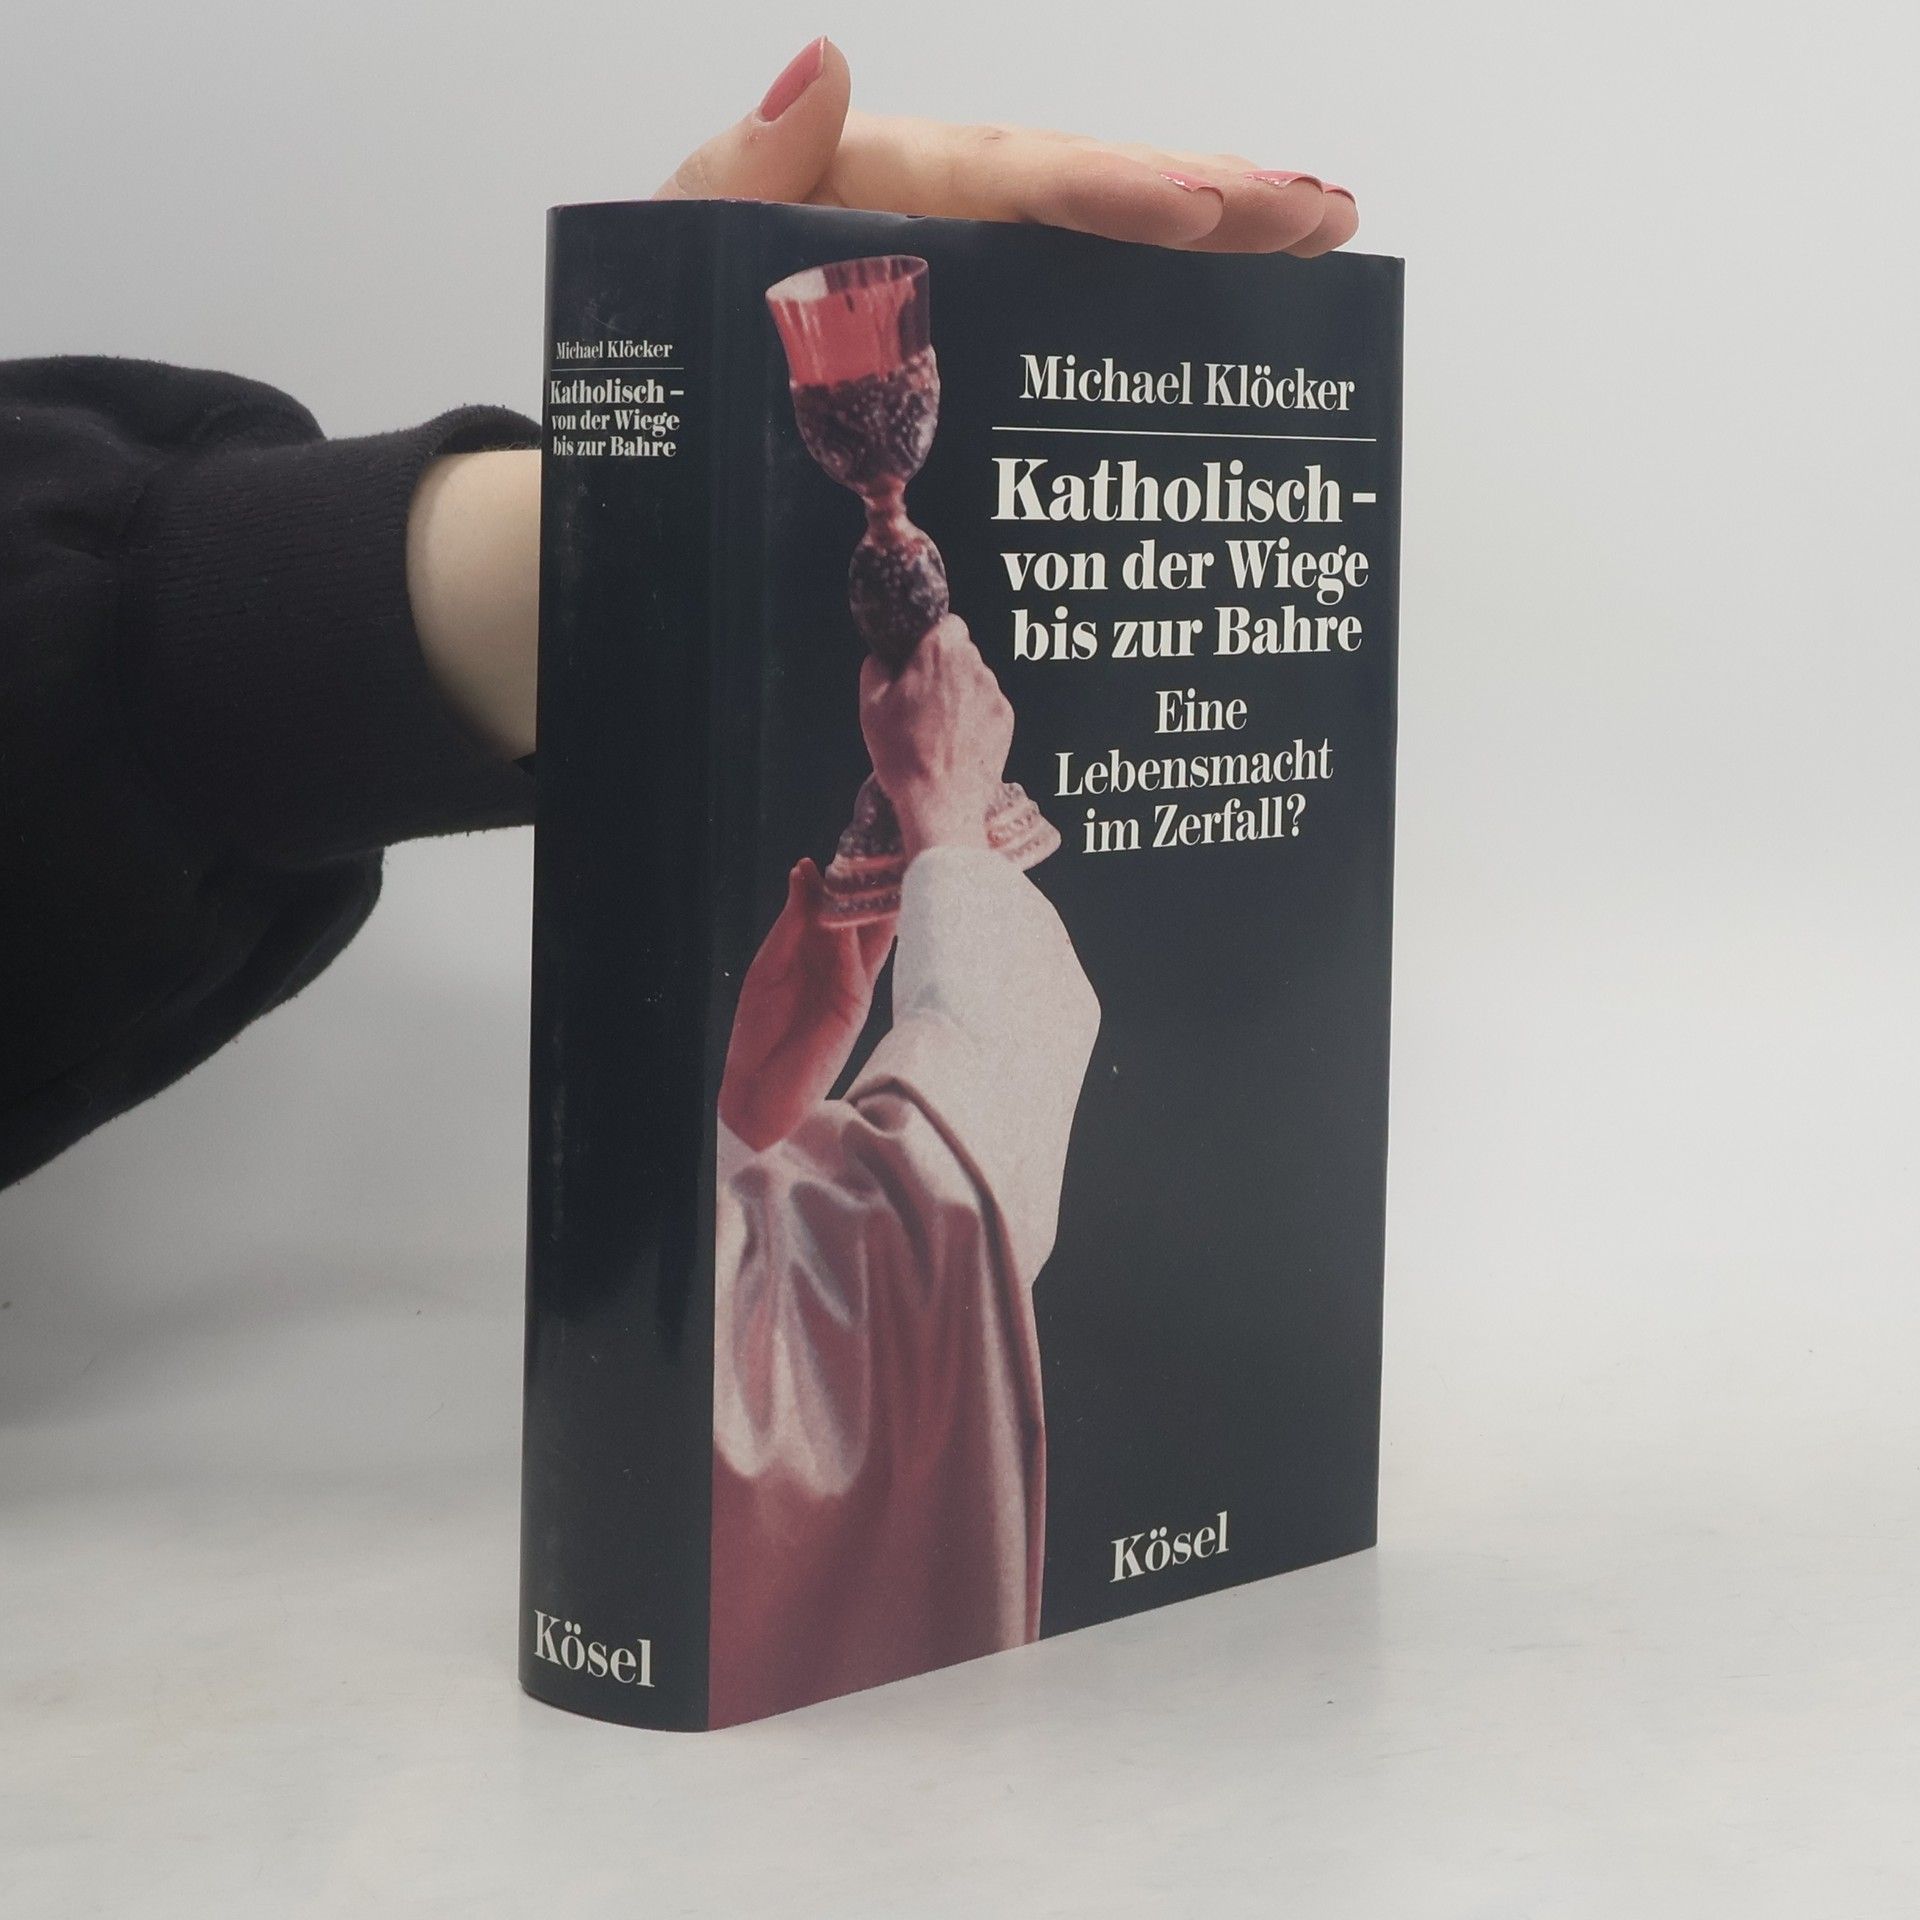 Michael Klöcker
Katholisch –
von der Wiege
bis zur Bahre
Kösel
Michael Klöcker
Katholisch –
von der Wiege
bis zur Bahre
Eine
Lebensmacht
im Zerfall?
Kösel